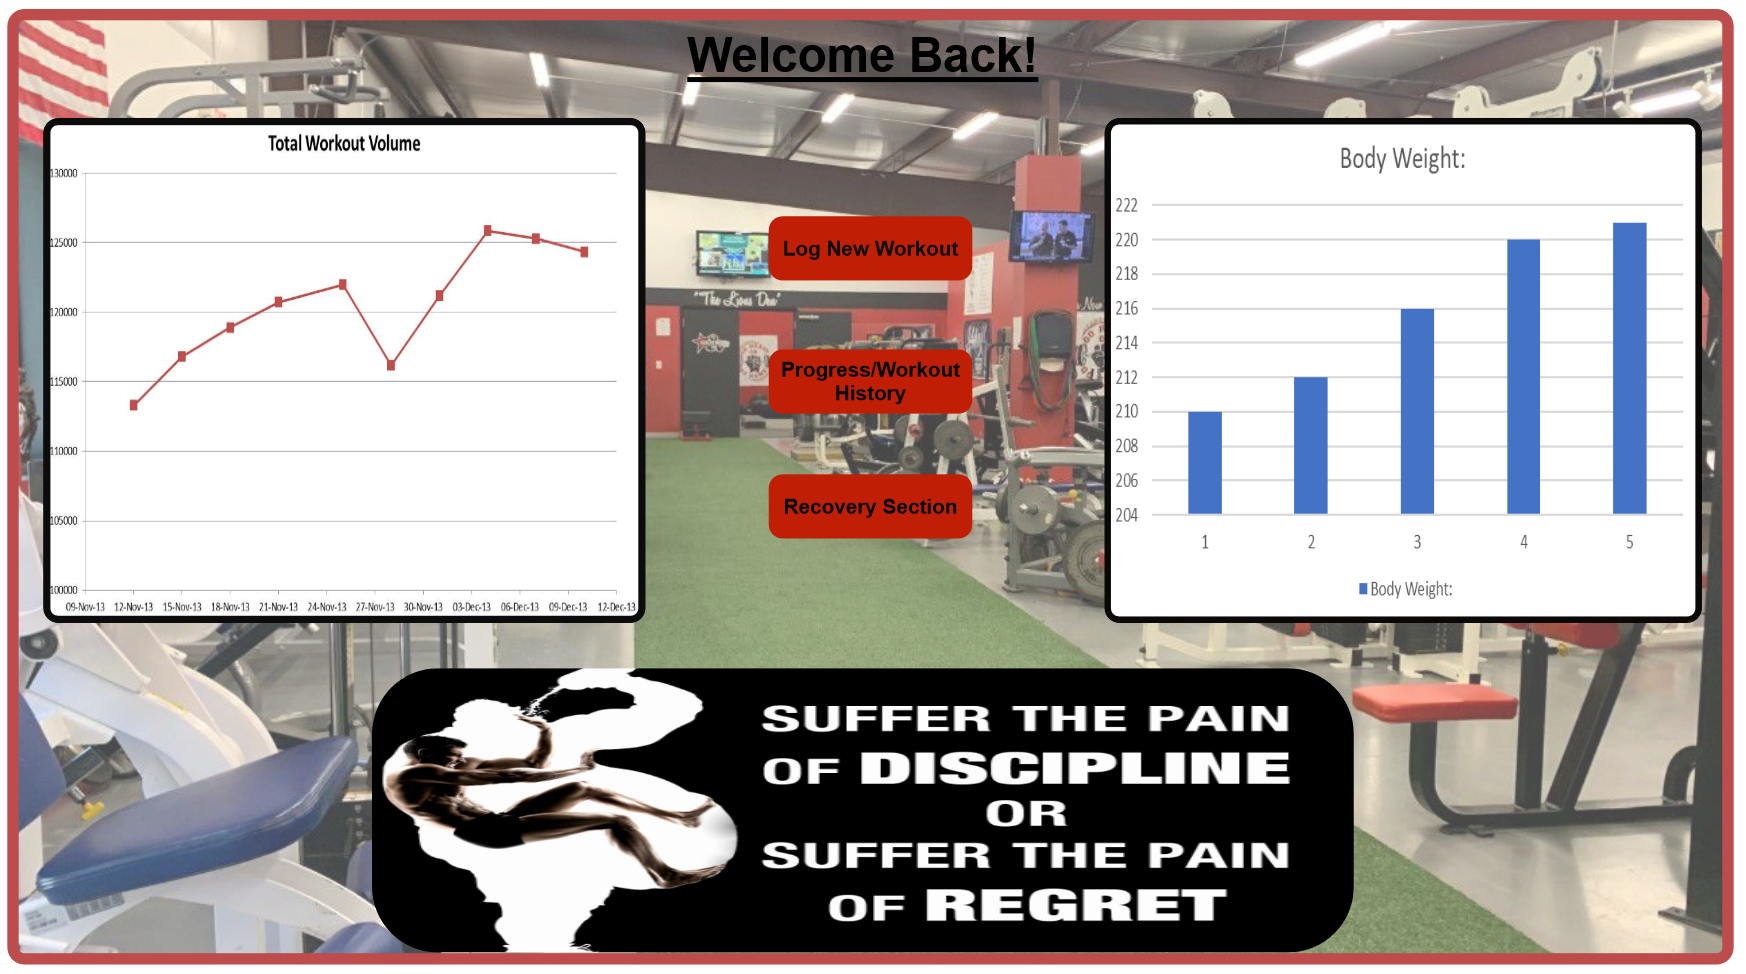 Welcome Back!
Total Workout Volume
130000
125000
120000
115000
110000
105000
100000
09-Nov-13 12-Nov-13 15-Nov-13 18-Nov-13 21-Nov-13 24-Nov-13 27-Nov-13 30-Nov-13 03-Dec-13 06-Dec-13 09-Dec-13 12-Dec-13
Log New Workout
"The Lions Den"
Progress/Workout
History
Recovery Section
Body Weight:
222
220
218
216
214
212
210
208
206
204
1 2 3 4 5
Body Weight:
SUFFER THE PAIN
OF DISCIPLINE
OR
SUFFER THE PAIN
OF REGRET